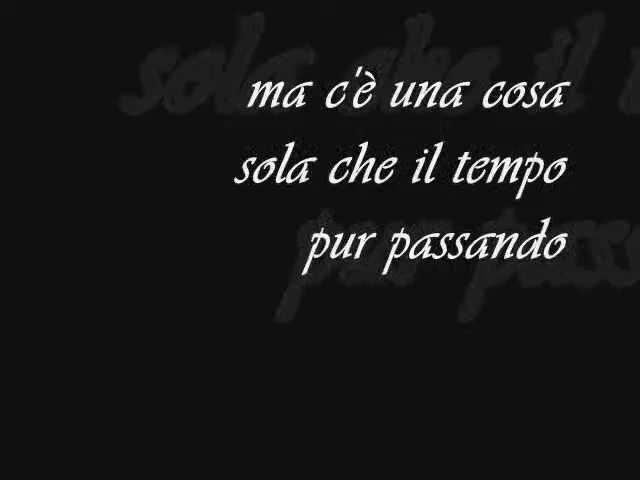 ma c'è una cosa
sola che il tempo
pur passando